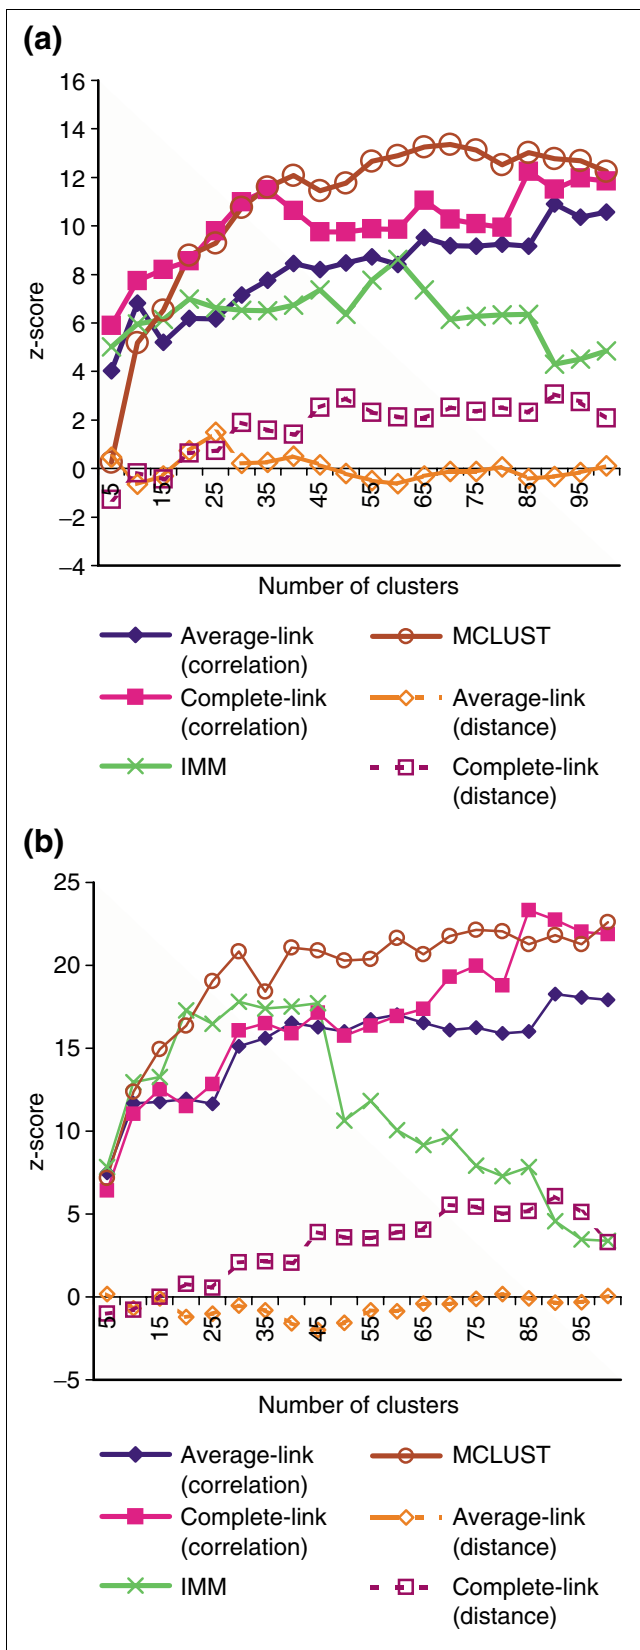 (a)
16
14
12
10
8
6
4
2
0
−2
−4
z-score
5
15
25
35
45
55
65
75
85
95
Number of clusters
Average-link
(correlation)
MCLUST
Complete-link
(correlation)
Average-link
(distance)
IMM
Complete-link
(distance)
(b)
25
20
15
10
5
0
−5
z-score
5
15
25
35
45
55
65
75
85
95
Number of clusters
Average-link
(correlation)
MCLUST
Complete-link
(correlation)
Average-link
(distance)
IMM
Complete-link
(distance)